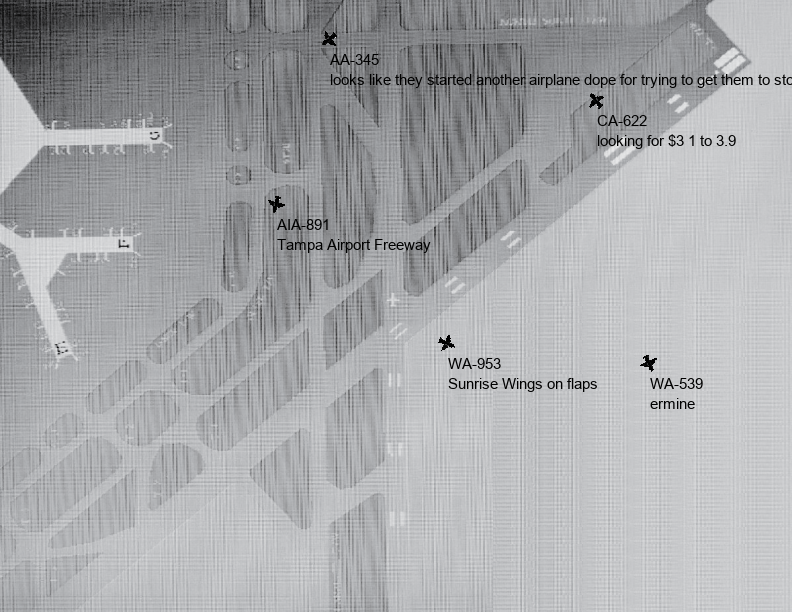 AA-345
looks like they started another airplane dope for trying to get them to sto
CA-622
looking for $3 1 to 3.9
AIA-891
Tampa Airport Freeway
WA-953
Sunrise Wings on flaps
WA-539
ermine